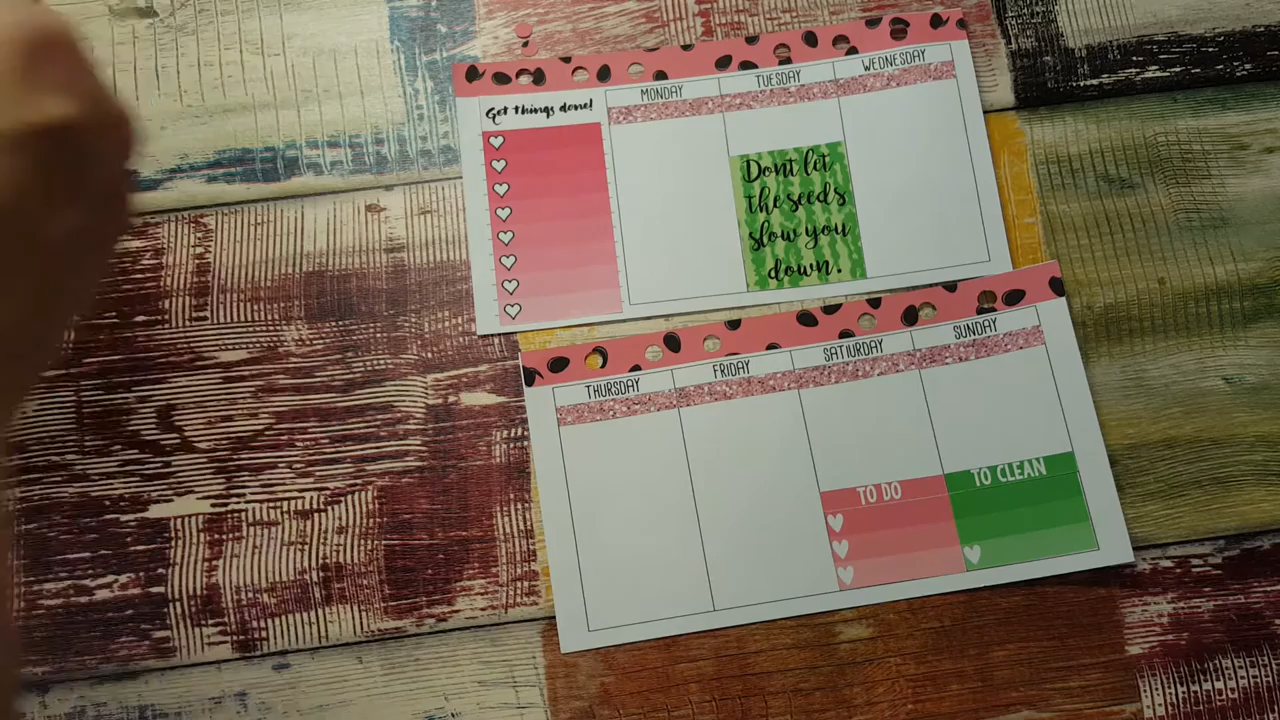 Get things done!
MONDAY
TUESDAY
WEDNESDAY
Dont let
the seeds
slow you
down.
THURSDAY
FRIDAY
SATURDAY
SUNDAY
TO DO
TO CLEAN